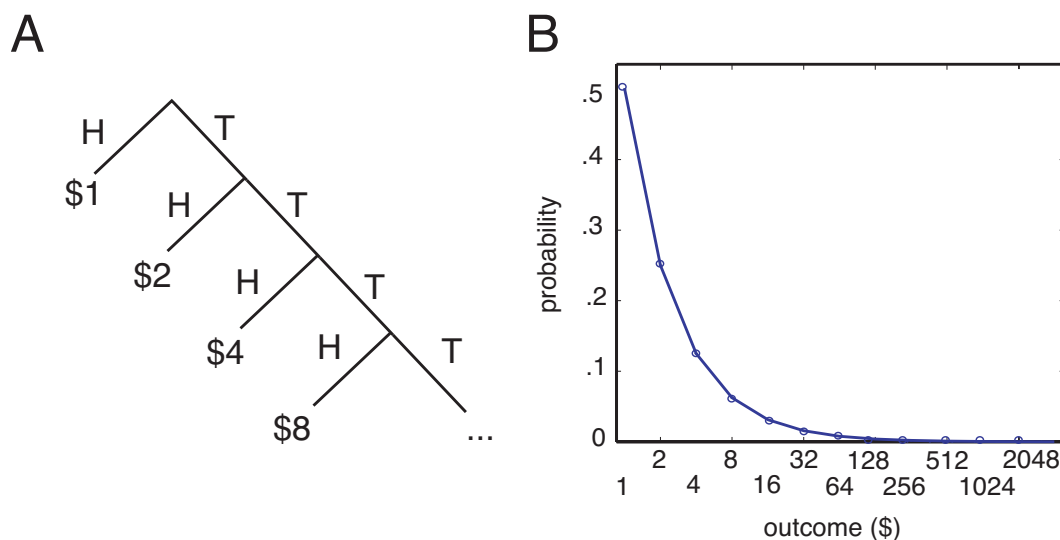 A
H T
$1
H T
$2
H T
$4
H T
$8
...
B
probability
.5
.4
.3
.2
.1
0
2 8 32 128 512 2048
1 4 16 64 256 1024
outcome ($)